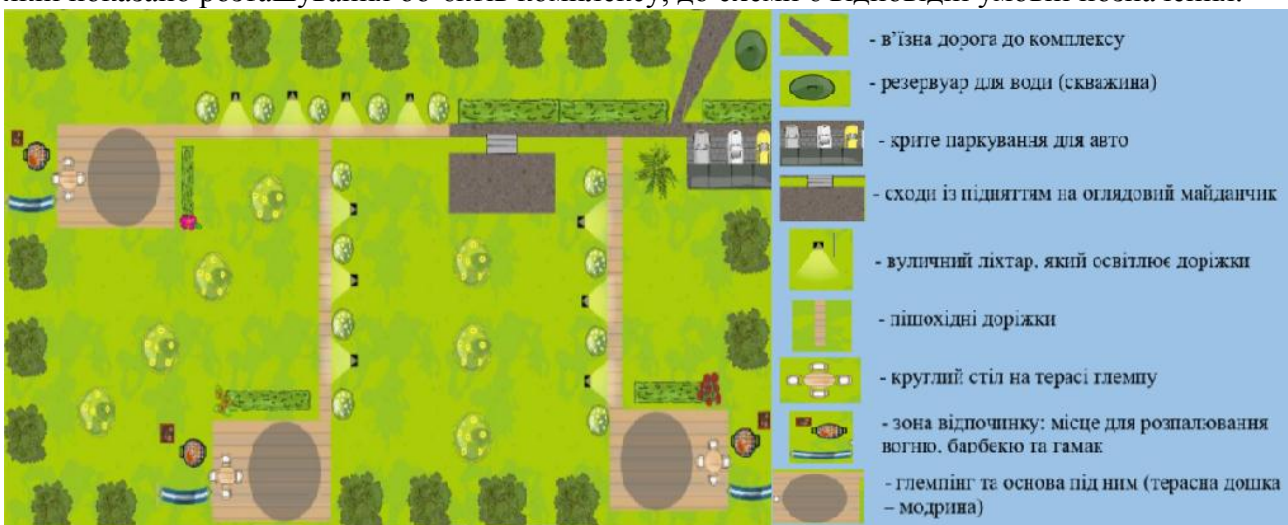 - в’їзна дорога до комплексу
- резервуар для води (скважина)
- крите паркування для авто
- сходи із підняттям на оглядовий майданчик
- вуличний ліхтар, який освітлює доріжки
- пішохідні доріжки
- круглий стіл на терасі глемпу
- зона відпочинку: місце для розпалювання
вогню, барбекю та гамак
- глемпінг та основа під ним (терасна дошка
– модрина)